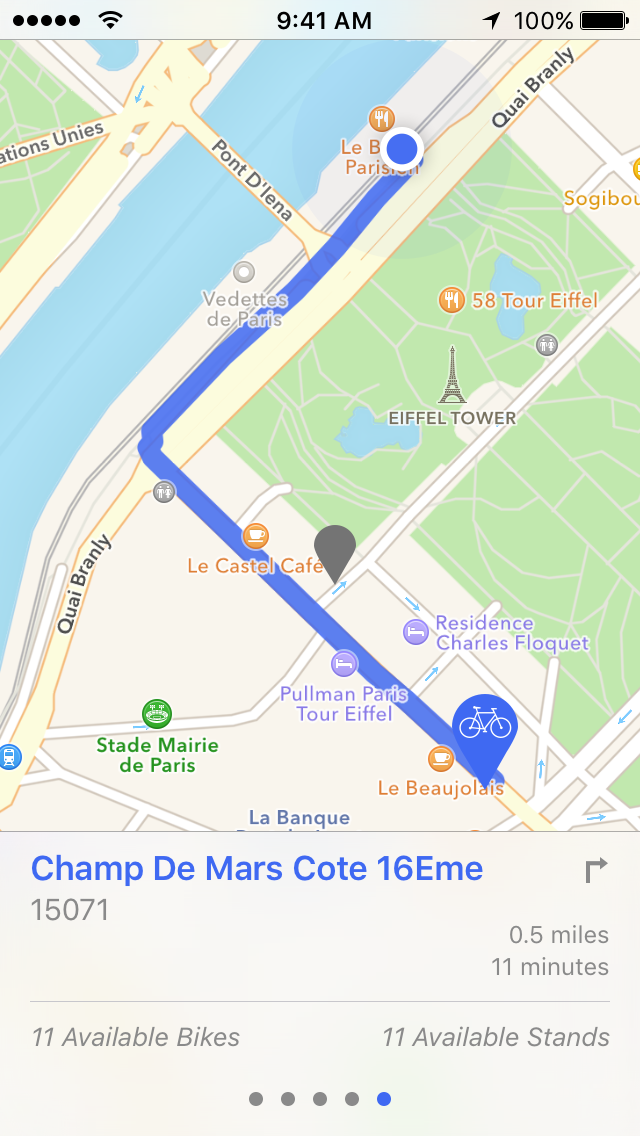 9:41 AM
100%
ations Unies
Quai Branly
Pont D'Iena
Le B
Parisien
Sogibou
Vedettes
de Paris
58 Tour Eiffel
EIFFEL TOWER
Le Castel Café
Quai Branly
Residence
Charles Floquet
Pullman Paris
Tour Eiffel
Stade Mairie
de Paris
Le Beaujolais
La Banque
Champ De Mars Cote 16Eme
15071
0.5 miles
11 minutes
11 Available Bikes
11 Available Stands